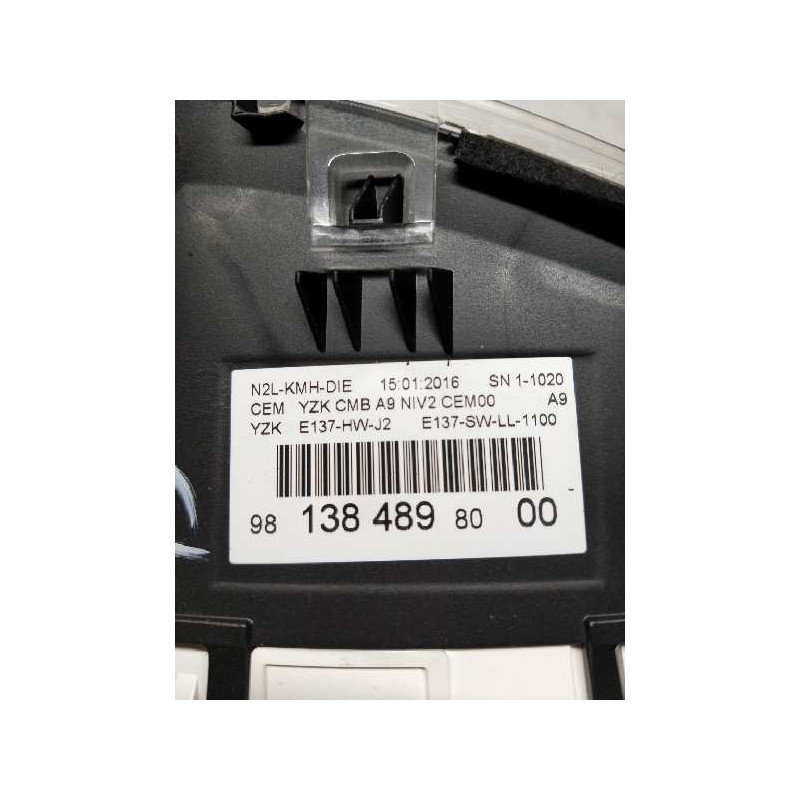 N2L-KMH-DIE 15:01:2016 SN 1-1020
CEM YZK CMB A9 NIV2 CEM00 A9
YZK E137-HW-J2 E137-SW-LL-1100
98 138 489 80 00